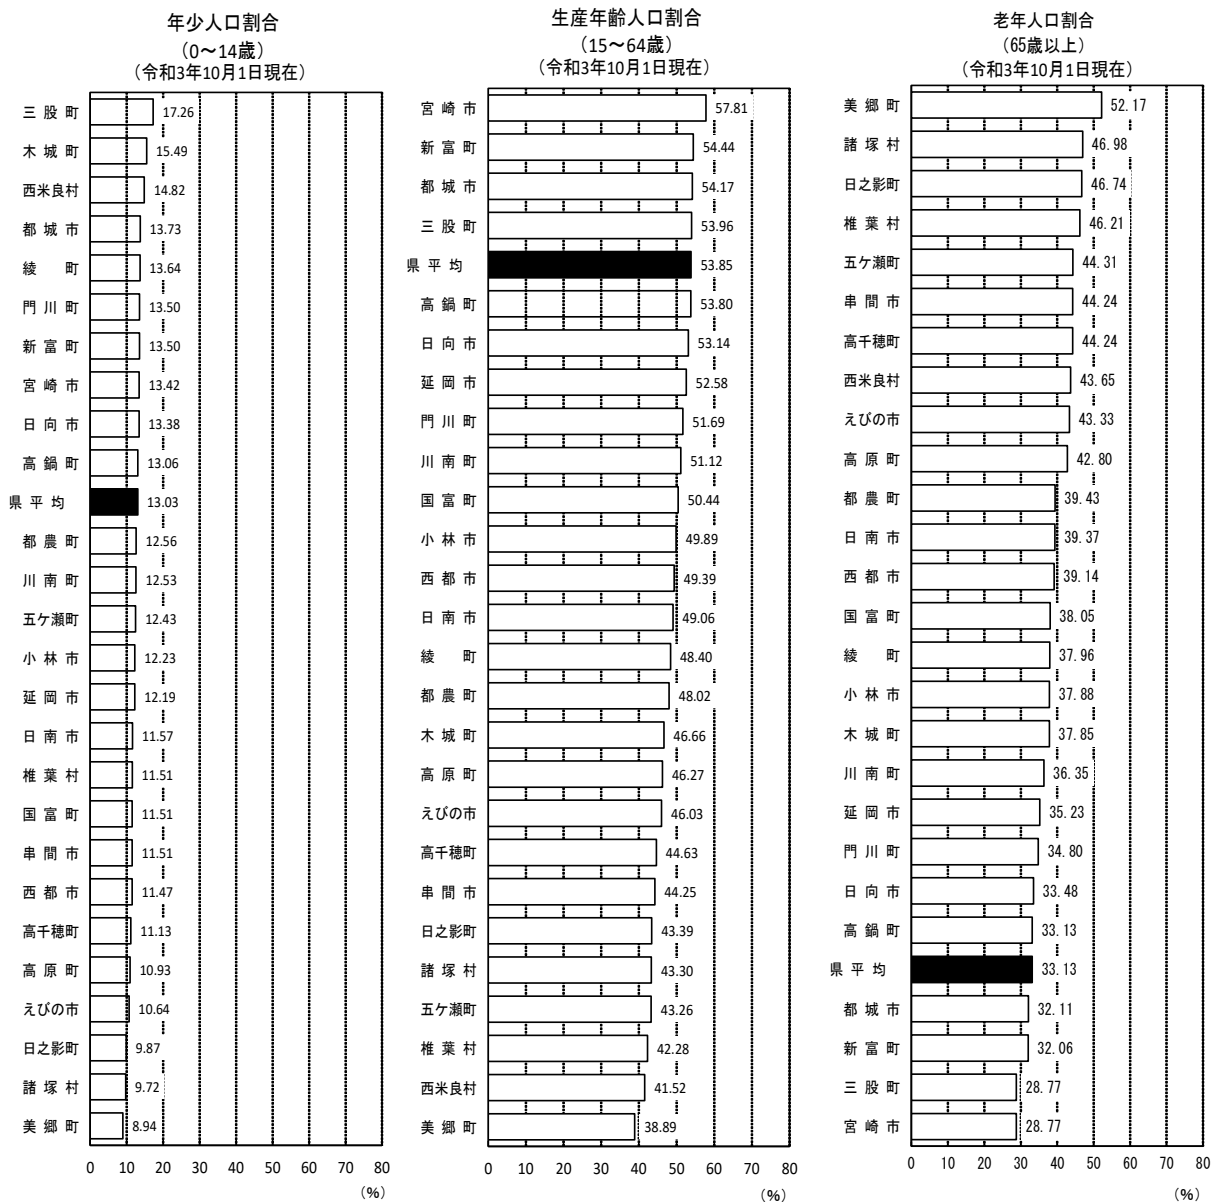 年少人口割合
（0～14歳）
（令和3年10月1日現在）
三股町 17.26
木城町 15.49
西米良村 14.82
都城市 13.73
綾　町 13.64
門川町 13.50
新富町 13.50
宮崎市 13.42
日向市 13.38
高鍋町 13.06
県平均 13.03
都農町 12.56
川南町 12.53
五ケ瀬町 12.43
小林市 12.23
延岡市 12.19
日南市 11.57
椎葉村 11.51
国富町 11.51
串間市 11.51
西都市 11.47
高千穂町 11.13
高原町 10.93
えびの市 10.64
日之影町 9.87
諸塚村 9.72
美郷町 8.94
0 10 20 30 40 50 60 70 80
（%）
生産年齢人口割合
（15～64歳）
（令和3年10月1日現在）
宮崎市 57.81
新富町 54.44
都城市 54.17
三股町 53.96
県平均 53.85
高鍋町 53.80
日向市 53.14
延岡市 52.58
門川町 51.69
川南町 51.12
国富町 50.44
小林市 49.89
西都市 49.39
日南市 49.06
綾　町 48.40
都農町 48.02
木城町 46.66
高原町 46.27
えびの市 46.03
高千穂町 44.63
串間市 44.25
日之影町 43.39
諸塚村 43.30
五ケ瀬町 43.26
椎葉村 42.28
西米良村 41.52
美郷町 38.89
0 10 20 30 40 50 60 70 80
（%）
老年人口割合
（65歳以上）
（令和3年10月1日現在）
美郷町 52.17
諸塚村 46.98
日之影町 46.74
椎葉村 46.21
五ケ瀬町 44.31
串間市 44.24
高千穂町 44.24
西米良村 43.65
えびの市 43.33
高原町 42.80
都農町 39.43
日南市 39.37
西都市 39.14
国富町 38.05
綾　町 37.96
小林市 37.88
木城町 37.85
川南町 36.35
延岡市 35.23
門川町 34.80
日向市 33.48
高鍋町 33.13
県平均 33.13
都城市 32.11
新富町 32.06
三股町 28.77
宮崎市 28.77
0 10 20 30 40 50 60 70 80
（%）